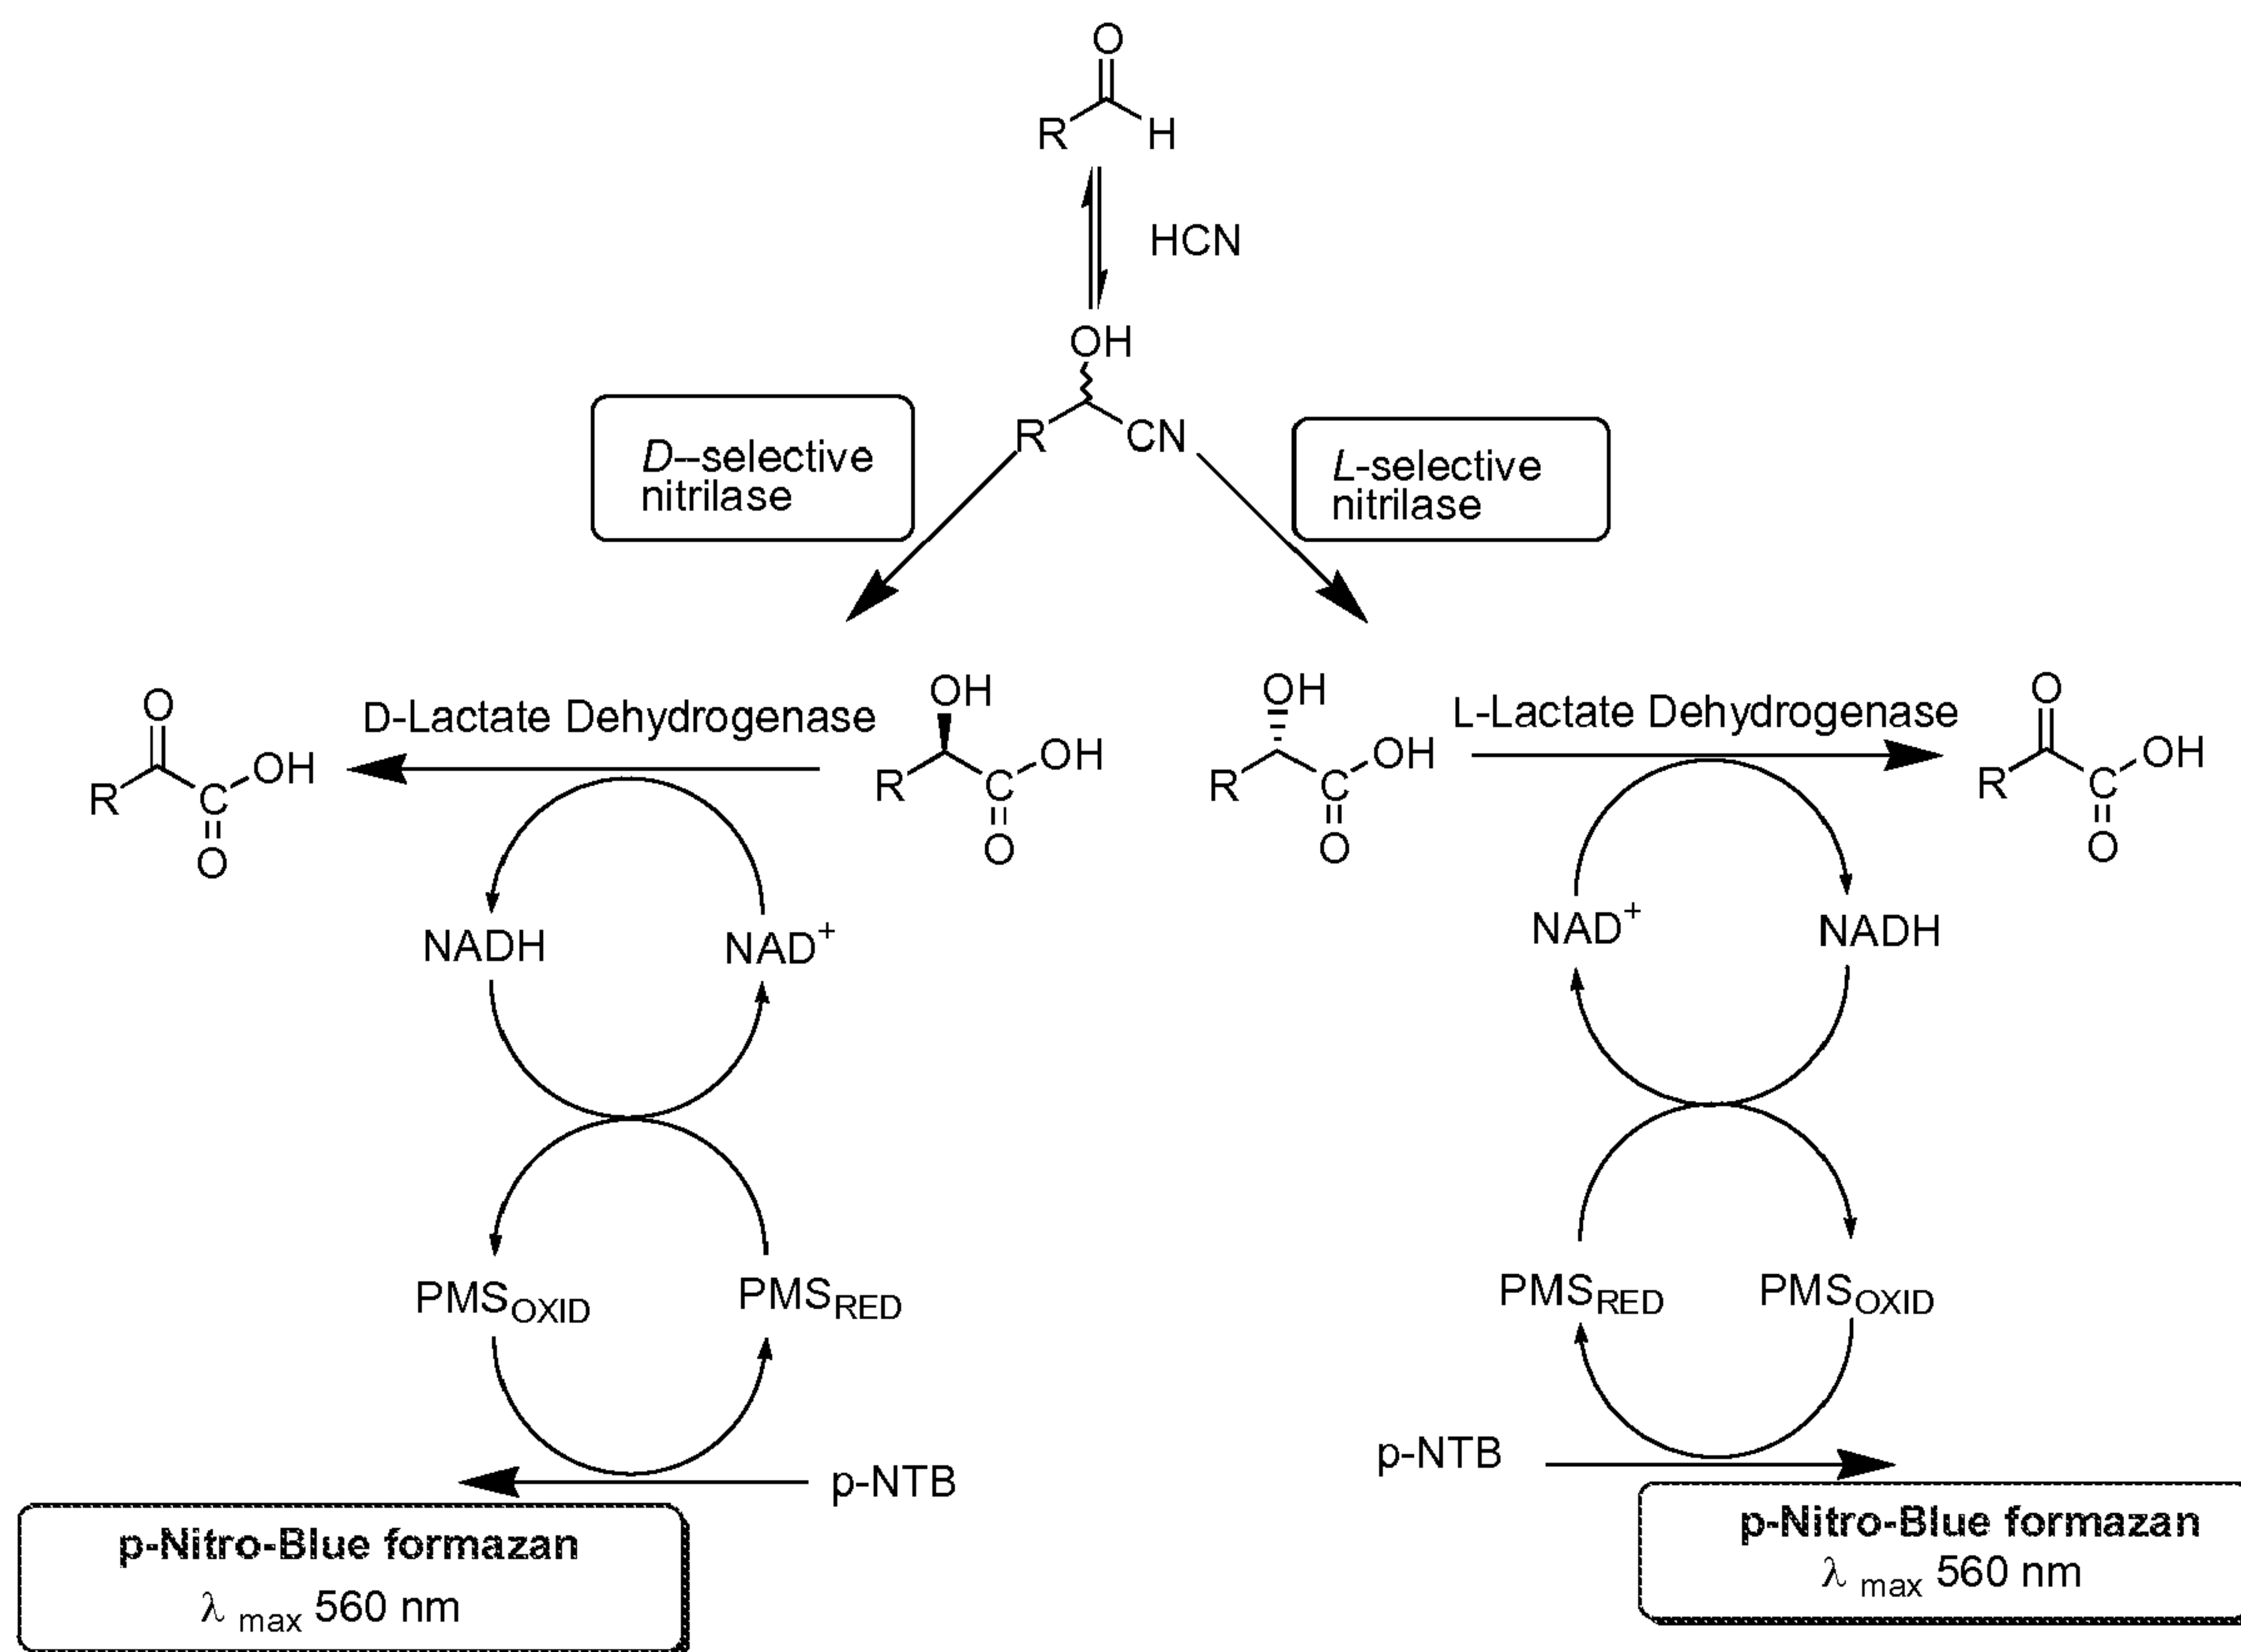 O
R
H
HCN
OH
R
CN
D--selective
nitrilase
L-selective
nitrilase
O
R
C
OH
O
D-Lactate Dehydrogenase
OH
R
C
OH
O
OH
R
C
OH
O
L-Lactate Dehydrogenase
O
R
C
OH
O
NADH
NAD+
NAD+
NADH
PMSOXID
PMSRED
PMSRED
PMSOXID
p-NTB
p-NTB
p-Nitro-Blue formazan
λ max 560 nm
p-Nitro-Blue formazan
λ max 560 nm